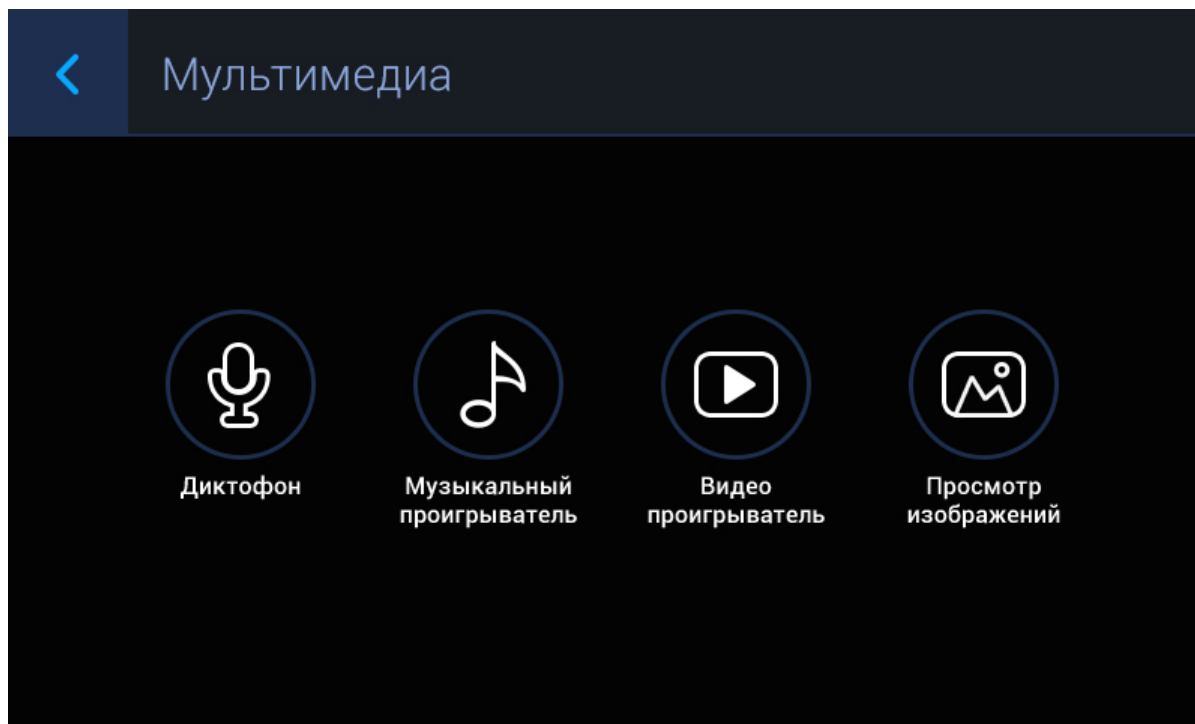 Мультимедиа
Диктофон
Музыкальный
проигрыватель
Видео
проигрыватель
Просмотр
изображений